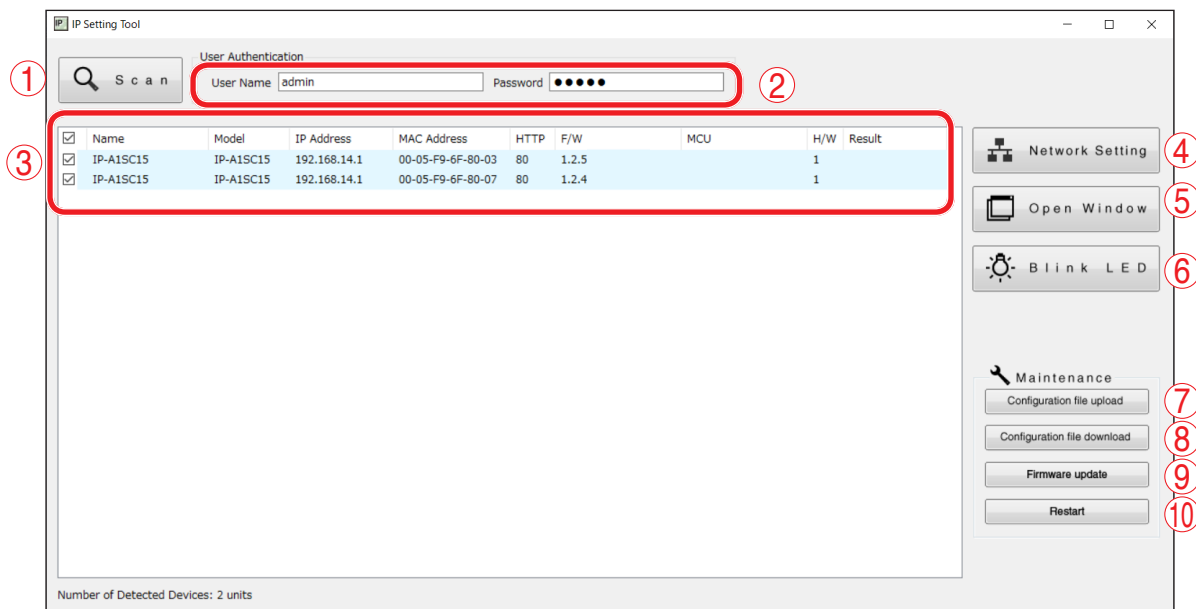 IP IP Setting Tool
User Authentication
① Scan User Name admin Password ●●●●● ②
③
Name Model IP Address MAC Address HTTP F/W MCU H/W Result
IP-A1SC15 IP-A1SC15 192.168.14.1 00-05-F9-6F-80-03 80 1.2.5 1
IP-A1SC15 IP-A1SC15 192.168.14.1 00-05-F9-6F-80-07 80 1.2.4 1
Network Setting ④
Open Window ⑤
Blink LED ⑥
Maintenance
Configuration file upload ⑦
Configuration file download ⑧
Firmware update ⑨
Restart ⑩
Number of Detected Devices: 2 units